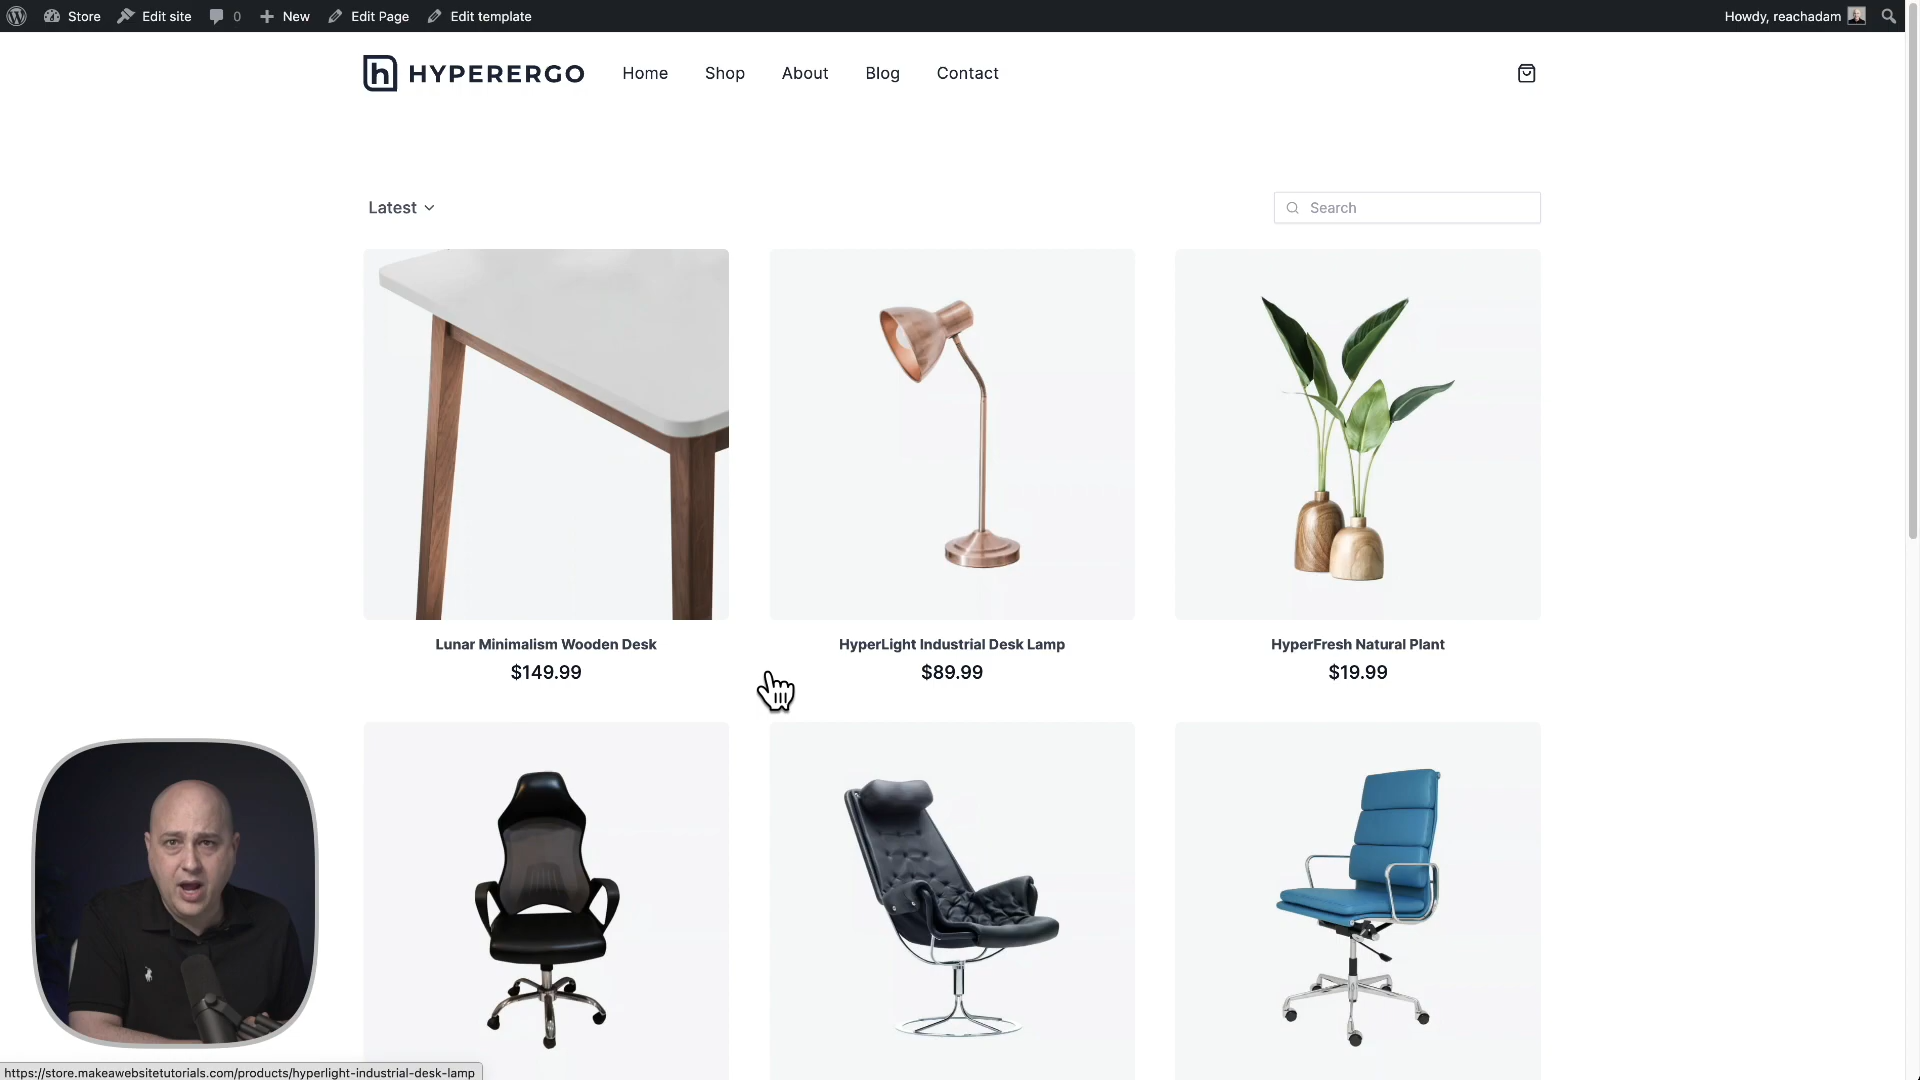 Store Edit site 0 New Edit Page Edit template Howdy, reachadam
HYPERERGO Home Shop About Blog Contact
Latest Search
Lunar Minimalism Wooden Desk HyperLight Industrial Desk Lamp HyperFresh Natural Plant
$149.99 $89.99 $19.99
https://store.makeawebsitetutorials.com/products/hyperlight-industrial-desk-lamp